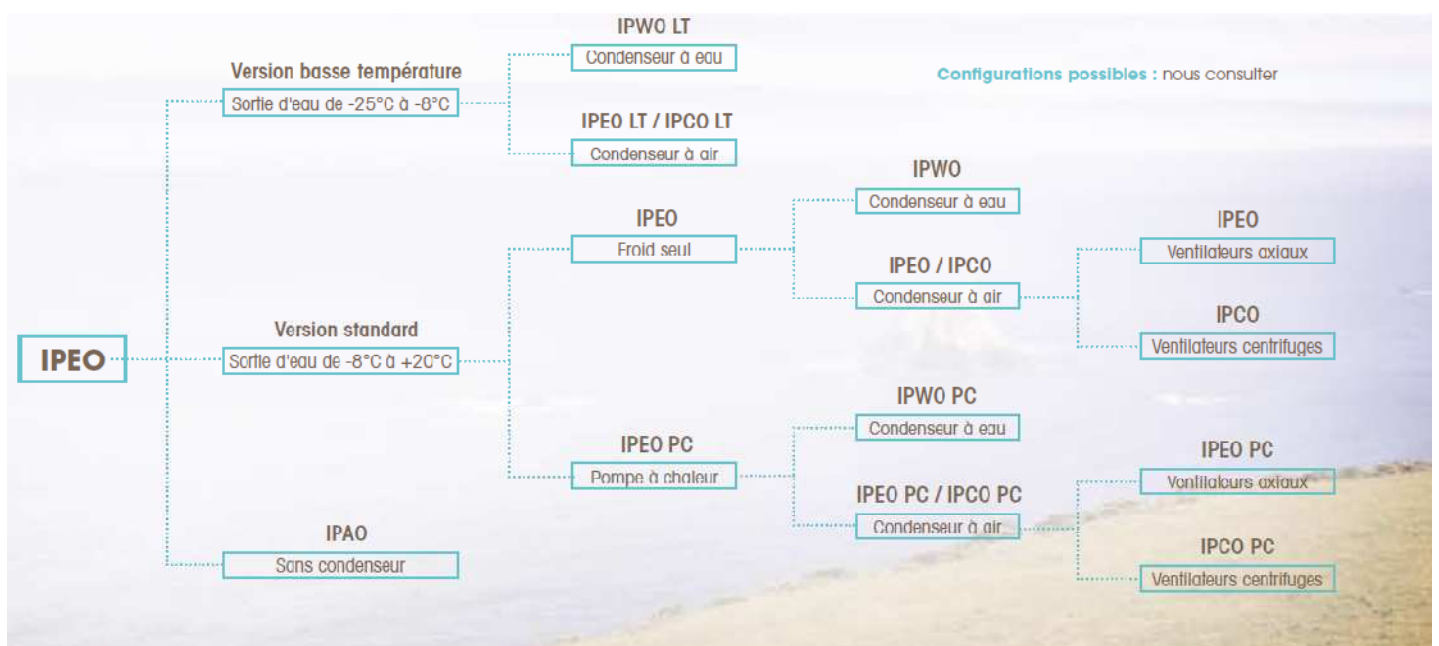 IPEO
Version basse température
Sortie d'eau de -25°C à -8°C
IPWO LT
Condenseur à eau
IPEO LT / IPCO LT
Condenseur à air
Configurations possibles : nous consulter
Version standard
Sortie d'eau de -8°C à +20°C
IPEO
Froid seul
IPWO
Condenseur à eau
IPEO / IPCO
Condenseur à air
IPEO
Ventilateurs axiaux
IPCO
Ventilateurs centrifuges
IPEO PC
Pompe à chaleur
IPWO PC
Condenseur à eau
IPEO PC / IPCO PC
Condenseur à air
IPEO PC
Ventilateurs axiaux
IPCO PC
Ventilateurs centrifuges
IPAO
Sans condenseur